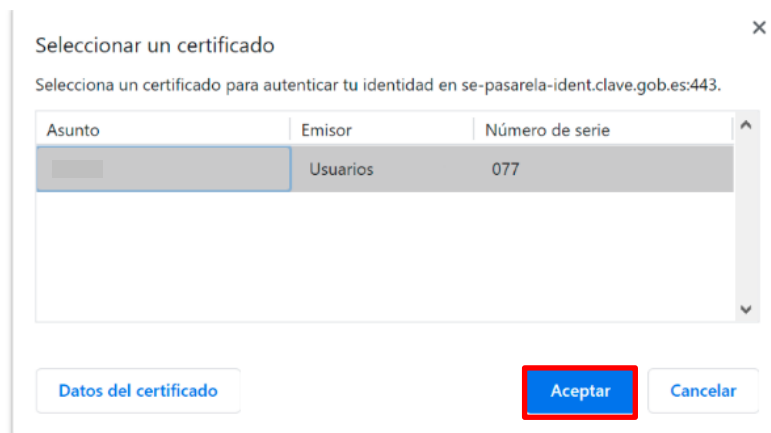 Seleccionar un certificado
Selecciona un certificado para autenticar tu identidad en se-pasarela-ident.clave.gob.es:443.
Asunto Emisor Número de serie
Usuarios 077
Datos del certificado Aceptar Cancelar